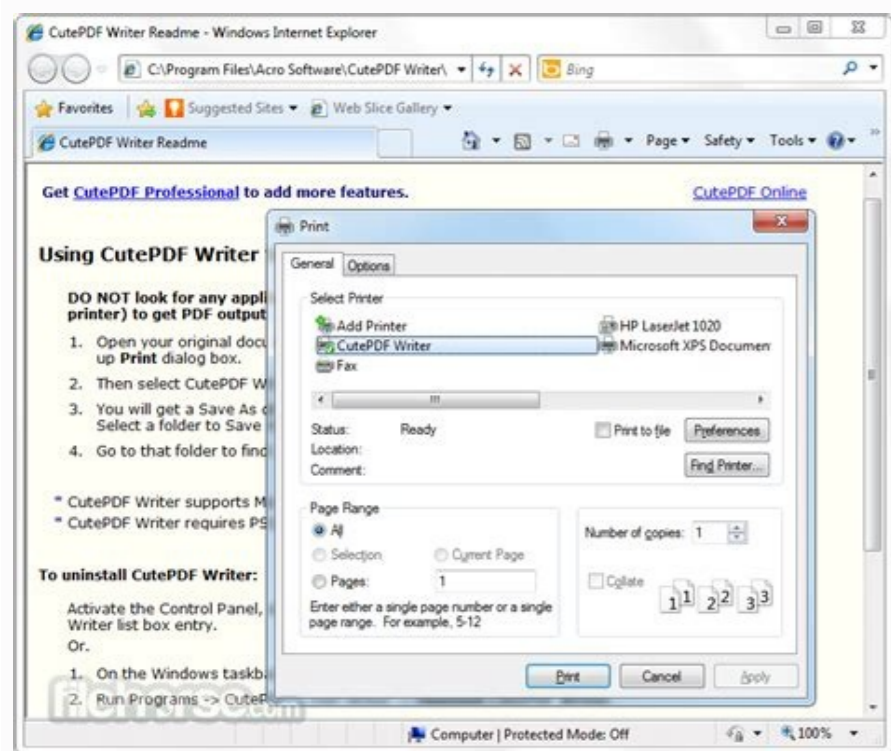 CutePDF Writer Readme - Windows Internet Explorer
C:\Program Files\Acro Software\CutePDF Writer\
Bing
Favorites
Suggested Sites
Web Slice Gallery
CutePDF Writer Readme
Page
Safety
Tools
Get CutePDF Professional to add more features.
CutePDF Online
Using CutePDF Writer
DO NOT look for any appli
printer) to get PDF output
1. Open your original docu
up Print dialog box.
2. Then select CutePDF W
3. You will get a Save As
Select a folder to Save
4. Go to that folder to find
* CutePDF Writer supports M
* CutePDF Writer requires PS
To uninstall CutePDF Writer:
Activate the Control Panel,
Writer list box entry.
Or.
1. On the Windows taskb
2. Run Programs -> CuteP
Print
General
Options
Select Printer
Add Printer
HP LaserJet 1020
CutePDF Writer
Microsoft XPS Documen
Fax
Status: Ready
Print to file
Preferences
Location:
Comment:
Find Printer...
Page Range
All
Selection
Current Page
Pages: 1
Enter either a single page number or a single
page range. For example, 5-12
Number of copies: 1
Collate
1 1 2 2 3 3
Print
Cancel
Apply
filehorse.com
Computer | Protected Mode: Off
100%